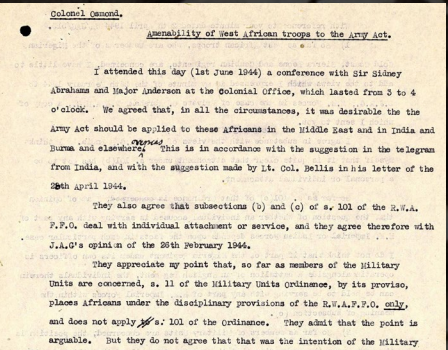 Colonel Osmond.
Amenability of West African troops to the Army Act.
I attended this day (1st June 1944) a conference with Sir Sidney
Abrahams and Major Anderson at the Colonial Office, which lasted from 3 to 4
o'clock. We agreed that, in all the circumstances, it was desirable the the
Army Act should be applied to these Africans in the Middle East and in India
and
Burma and elsewhere. This is in accordance with the suggestion in the telegram
from India, and with the suggestion made by Lt. Col. Bellis in his letter of the
28th April 1944.
They also agree that subsections (b) and (c) of s. 101 of the R.W.A.
F.F.O. deal with individual attachment or service, and they agree therefore with
J.A.G's opinion of the 26th February 1944.
They appreciate my point that, so far as members of the Military
Units are concerned, s. 11 of the Military Units Ordinance, by its proviso,
places Africans under the disciplinary provisions of the R.W.A.F.F.O. only,
and does not apply s. 101 of the Ordinance. They admit that the point is
arguable. But they do not agree that that was the intention of the Military